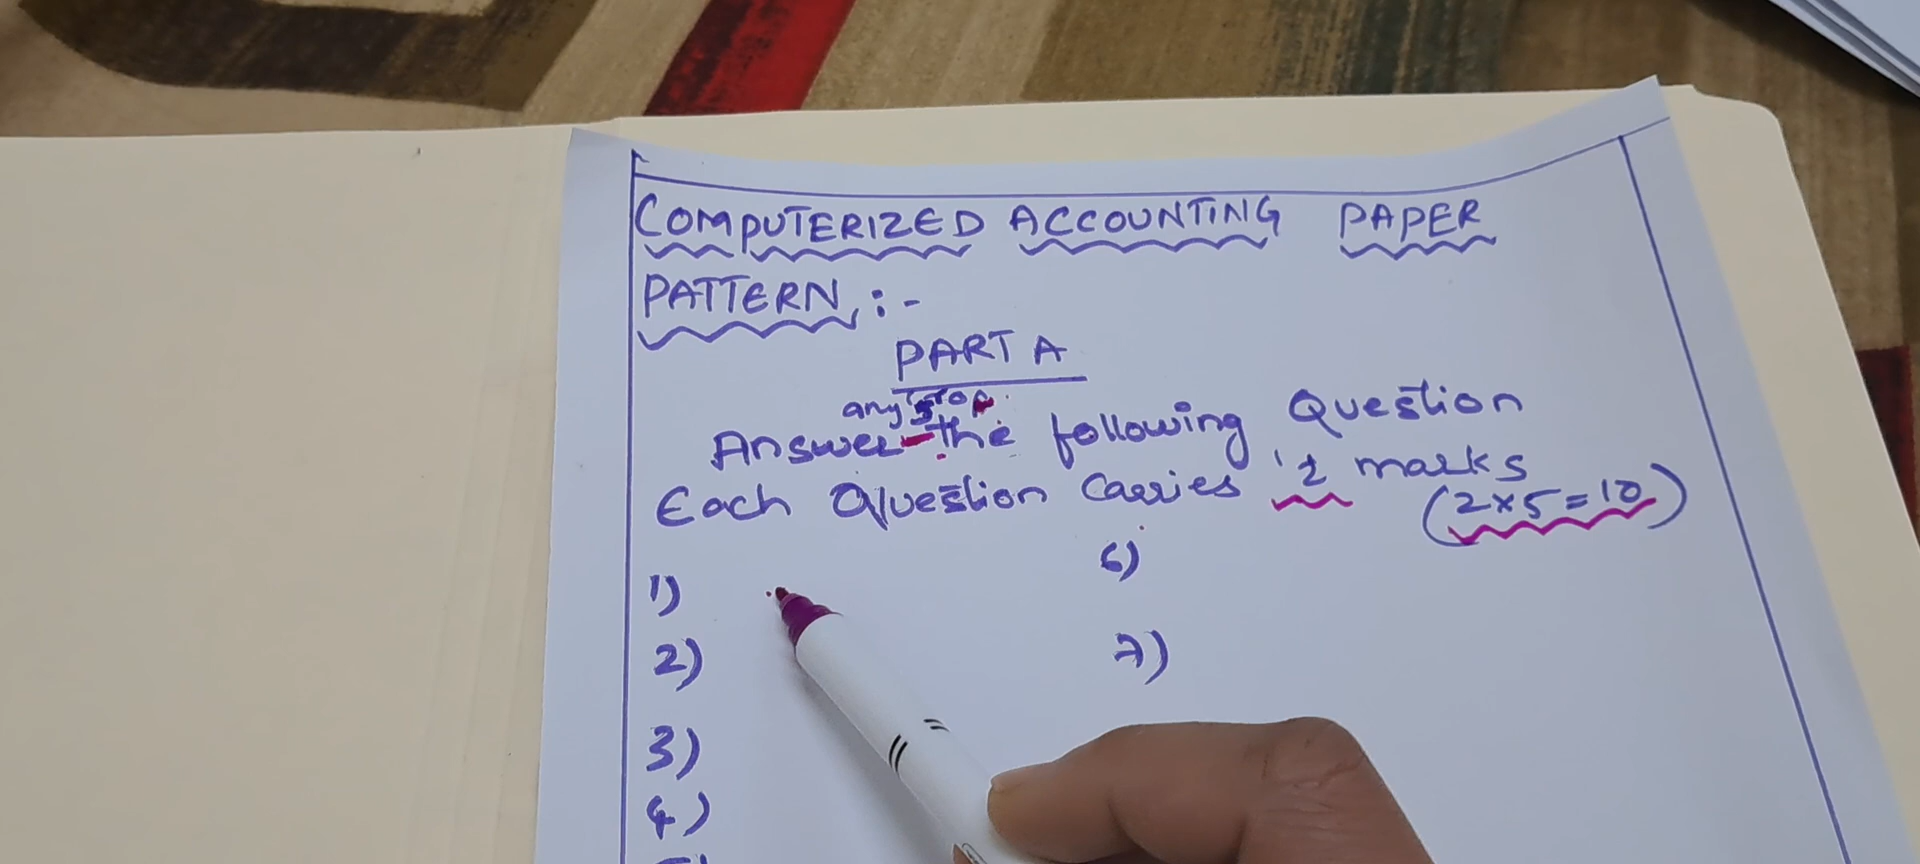 COMPUTERIZED ACCOUNTING PAPER
PATTERN :-
PART A
any 5
Answer the following Question
Each Question Carries '2 marks
(2×5=10)
1)
2)
3)
4)
6)
7)